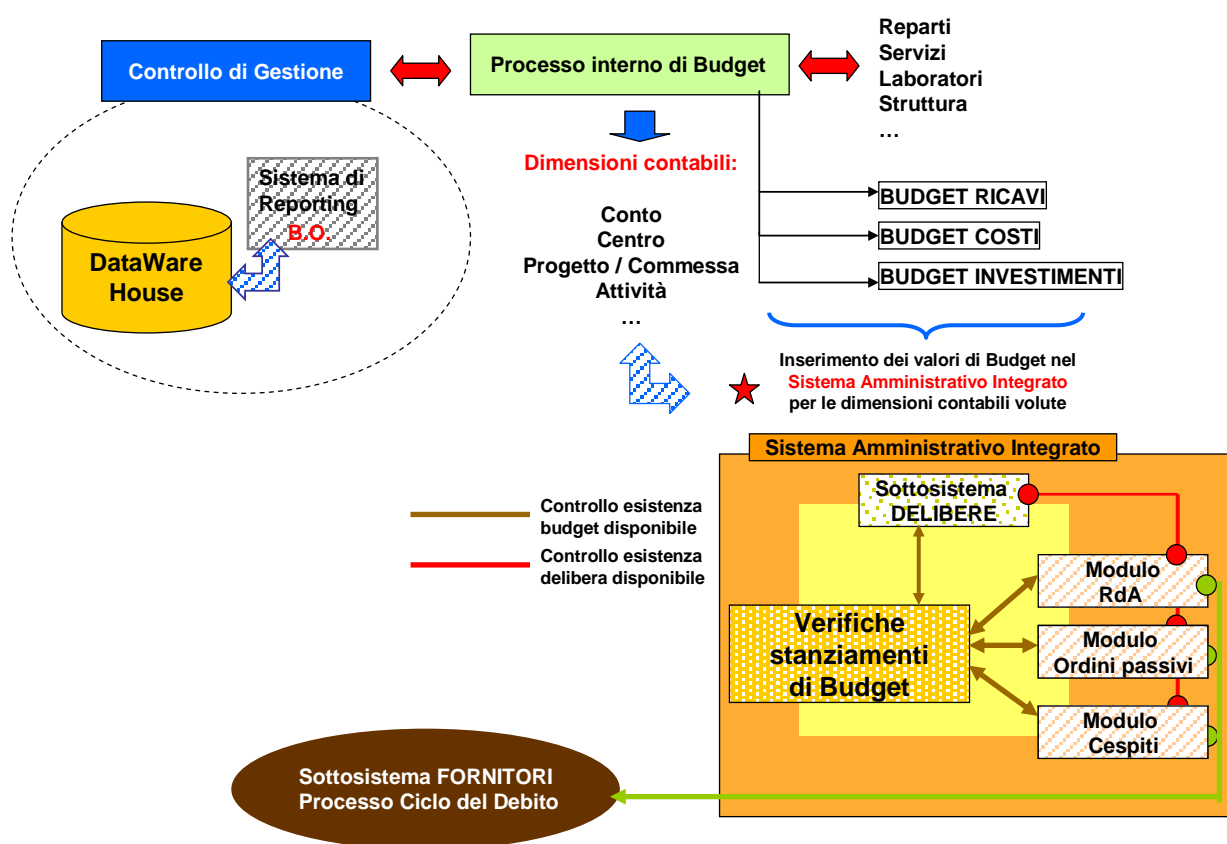 Controllo di Gestione
Processo interno di Budget
Reparti
Servizi
Laboratori
Struttura
…
Dimensioni contabili:
Sistema di
Reporting
B.O.
DataWare
House
Conto
Centro
Progetto / Commessa
Attività
…
BUDGET RICAVI
BUDGET COSTI
BUDGET INVESTIMENTI
Inserimento dei valori di Budget nel
Sistema Amministrativo Integrato
per le dimensioni contabili volute
Sistema Amministrativo Integrato
Sottosistema
DELIBERE
Controllo esistenza
budget disponibile
Controllo esistenza
delibera disponibile
Modulo
RdA
Verifiche
stanziamenti
di Budget
Modulo
Ordini passivi
Modulo
Cespiti
Sottosistema FORNITORI
Processo Ciclo del Debito